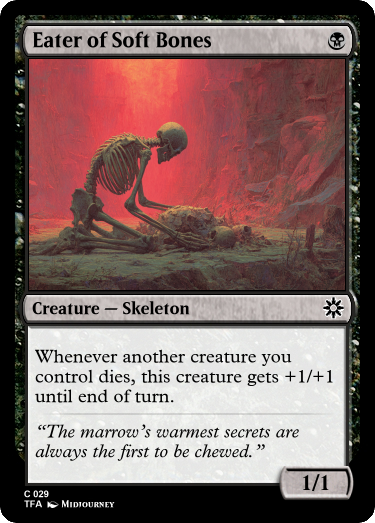 Eater of Soft Bones
Creature — Skeleton
Whenever another creature you
control dies, this creature gets +1/+1
until end of turn.
“The marrow’s warmest secrets are
always the first to be chewed.”
1/1
C 029
TFA Midjourney